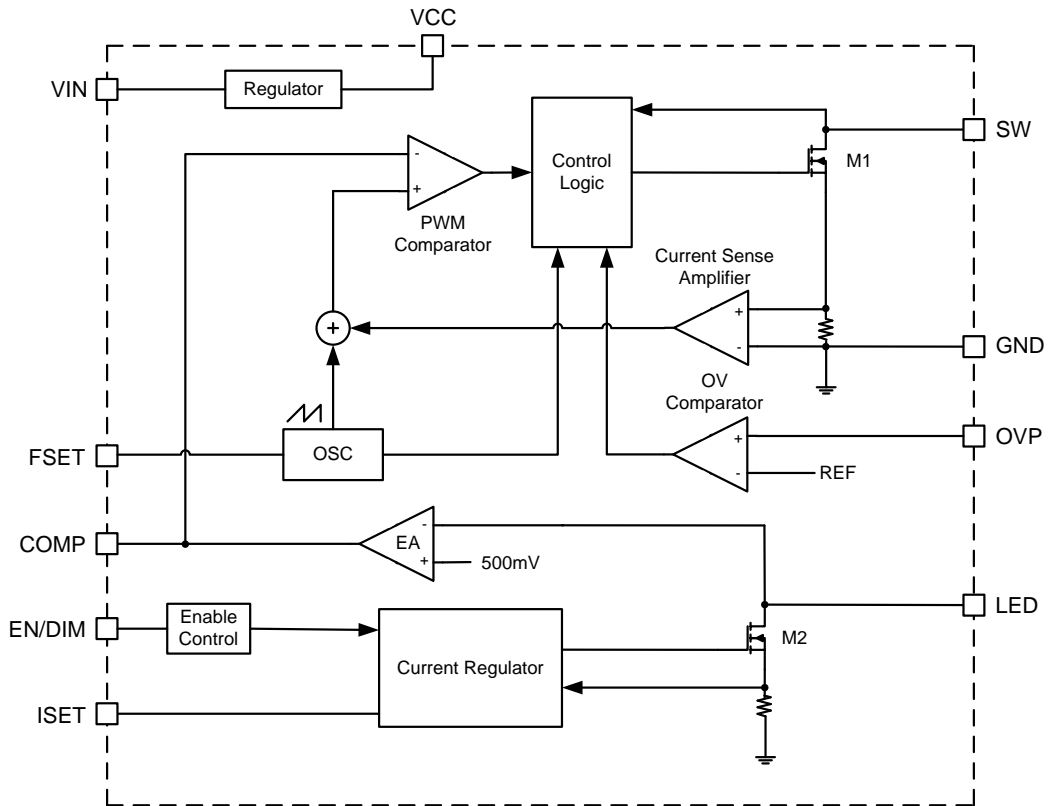 VCC
VIN
Regulator
SW
-
+
Control
Logic
M1
PWM
Comparator
Current Sense
Amplifier
+
-
+
GND
OV
Comparator
FSET
OSC
+
-
OVP
REF
COMP
EA
-
+
500mV
LED
EN/DIM
Enable
Control
Current Regulator
M2
ISET